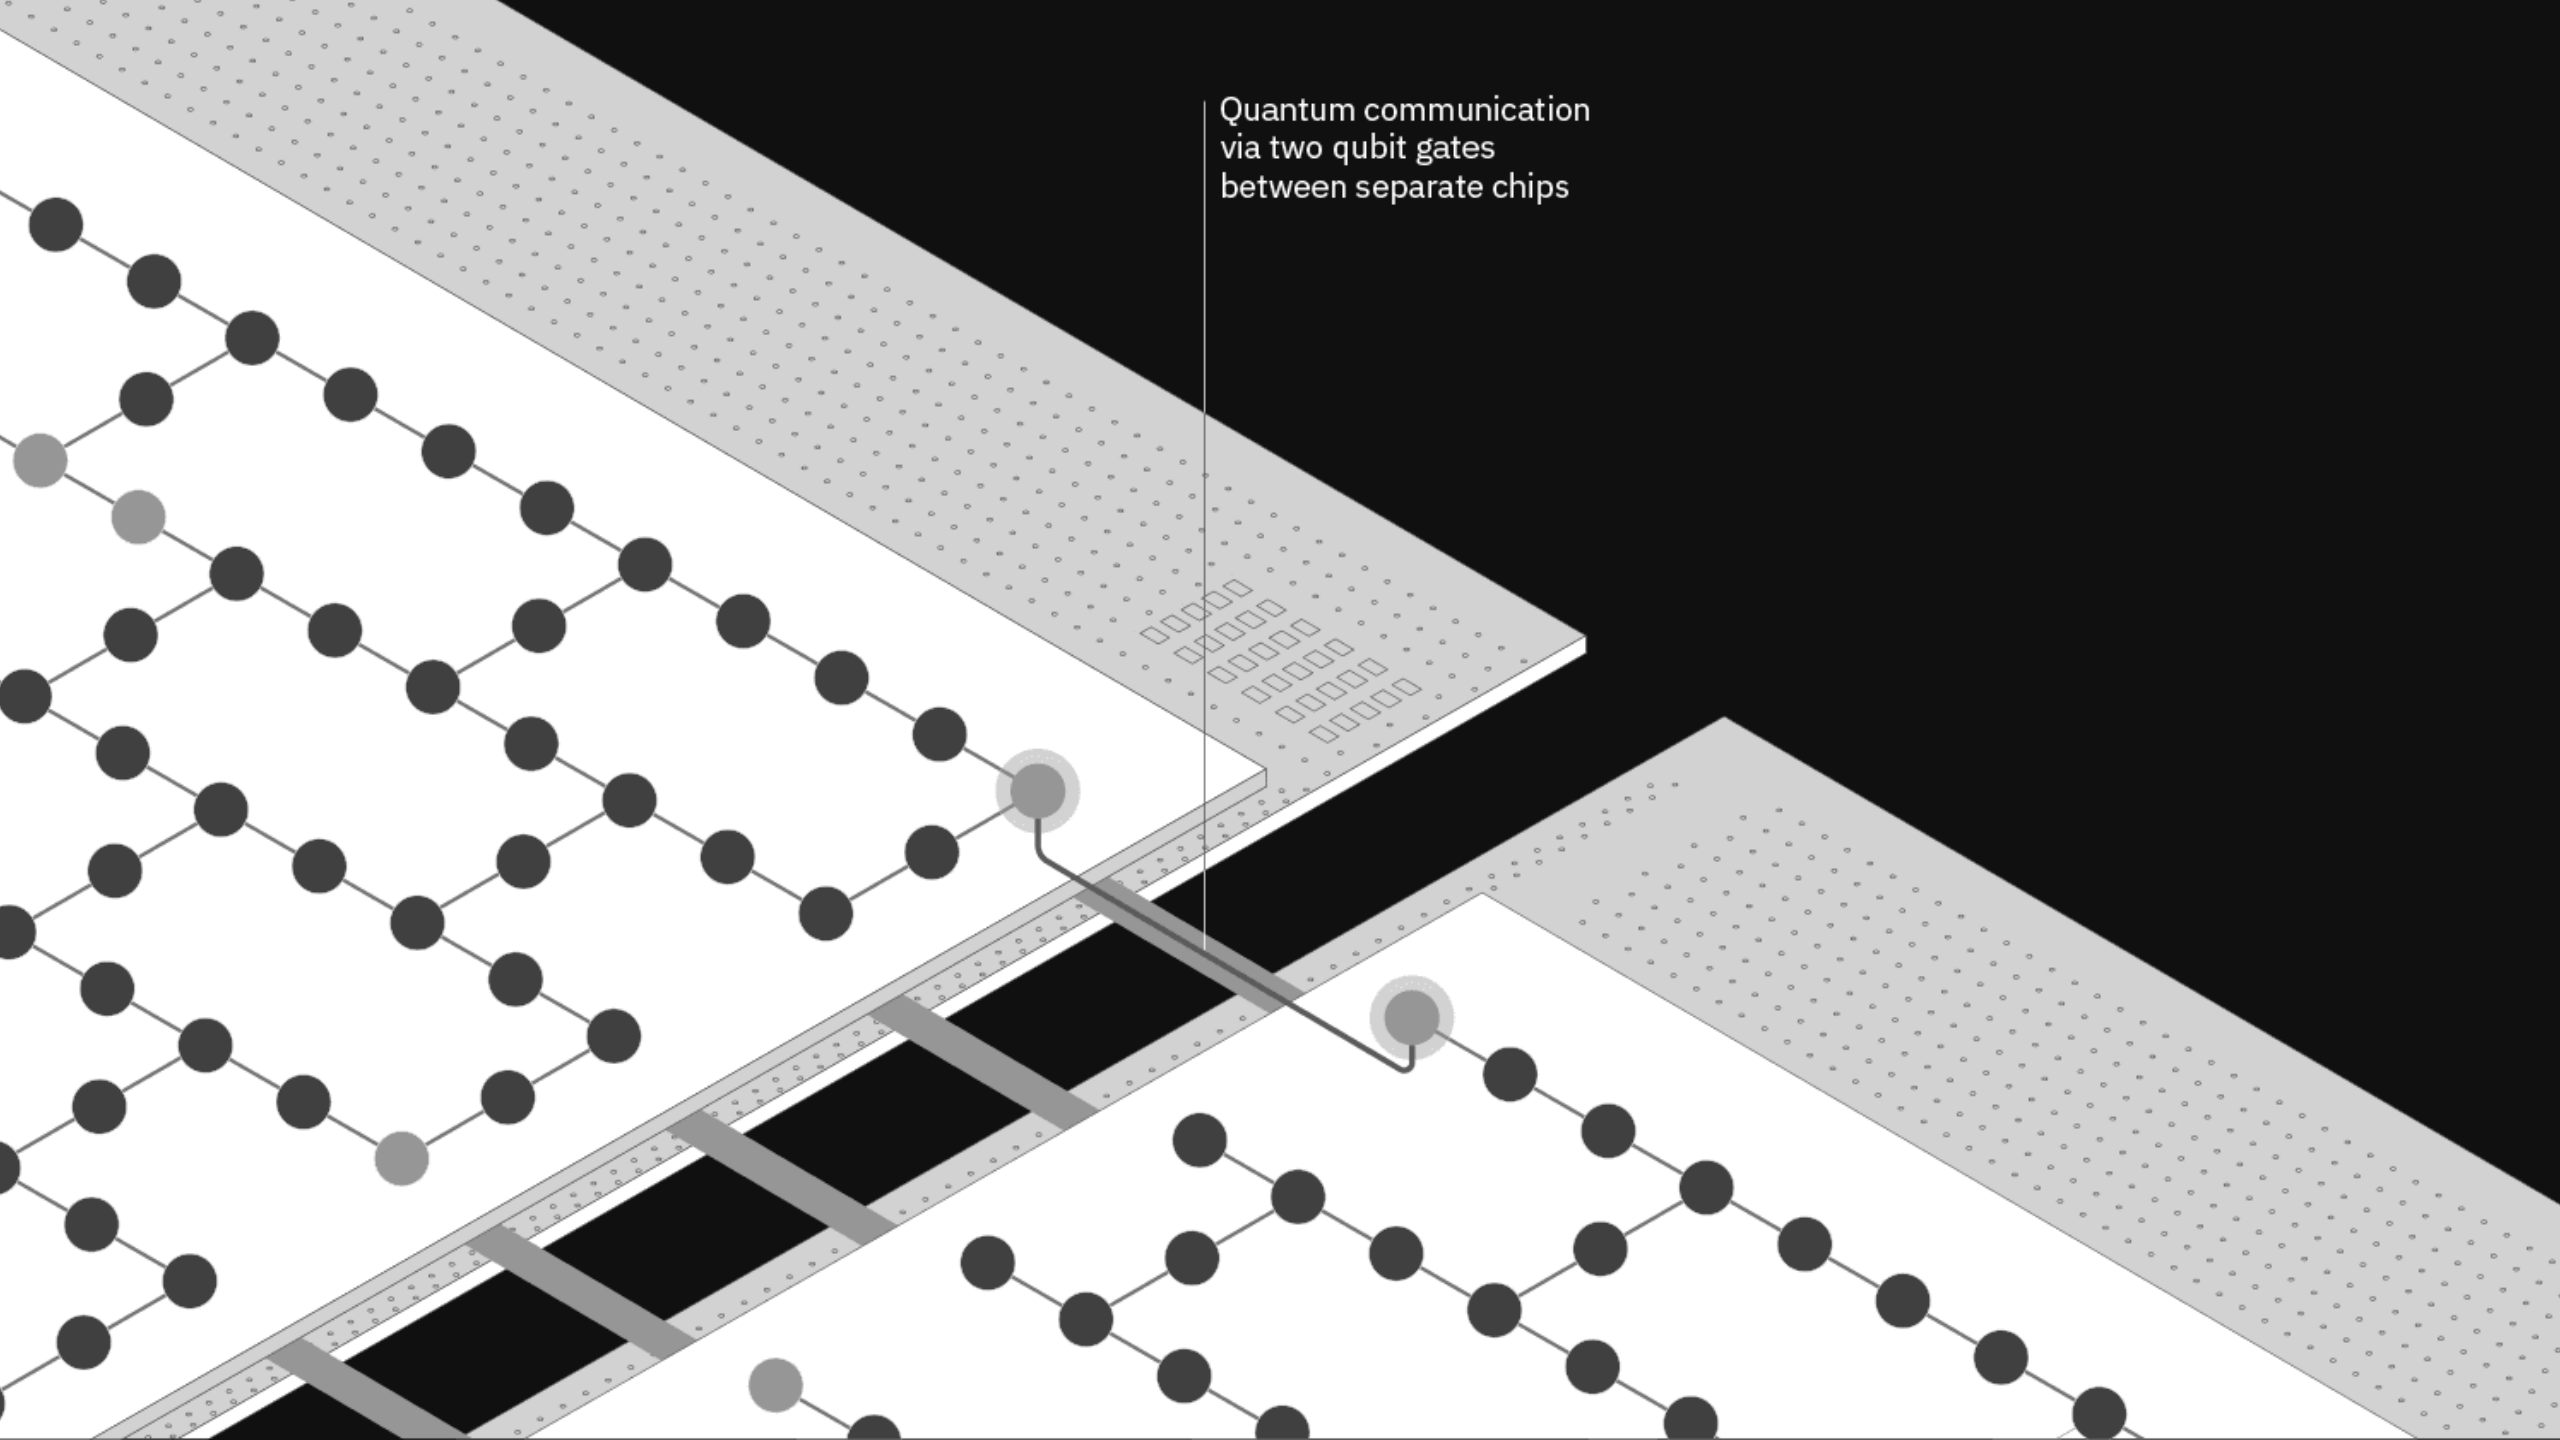 Quantum communication
via two qubit gates
between separate chips